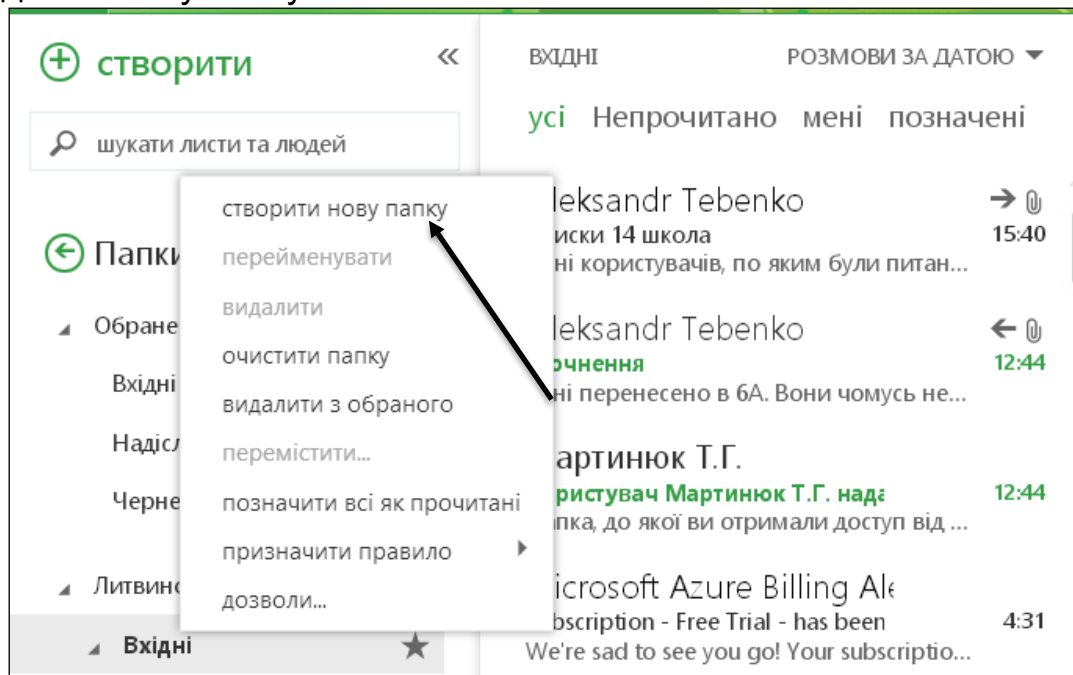 створити
шукати листи та людей
Папки
Обране
Вхідні
Надісл
Черне
Литвино
Вхідні
створити нову папку
перейменувати
видалити
очистити папку
видалити з обраного
перемістити...
позначити всі як прочитані
призначити правило
дозволи...
ВХІДНІ РОЗМОВИ ЗА ДАТОЮ
усі Непрочитано мені позначені
leksandr Tebenko
иски 14 школа 15:40
ні користувачів, по яким були питан...
leksandr Tebenko
очнення 12:44
ні перенесено в 6А. Вони чомусь не...
артинюк Т.Г.
ристувач Мартинюк Т.Г. нада 12:44
апка, до якої ви отримали доступ від ...
icrosoft Azure Billing Ale
bscription - Free Trial - has been 4:31
We're sad to see you go! Your subscriptio...